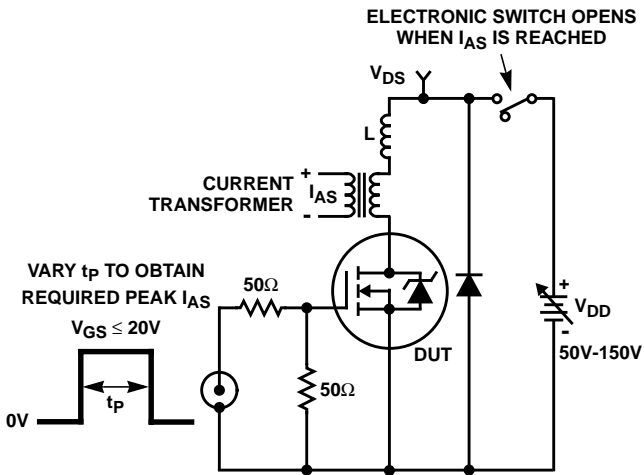 ELECTRONIC SWITCH OPENS
WHEN IAS IS REACHED
VDS
L
+
CURRENT
TRANSFORMER
IAS
-
VARY tP TO OBTAIN
REQUIRED PEAK IAS
50Ω
VGS ≤ 20V
DUT
+
VDD
-
50V-150V
50Ω
0V
tP